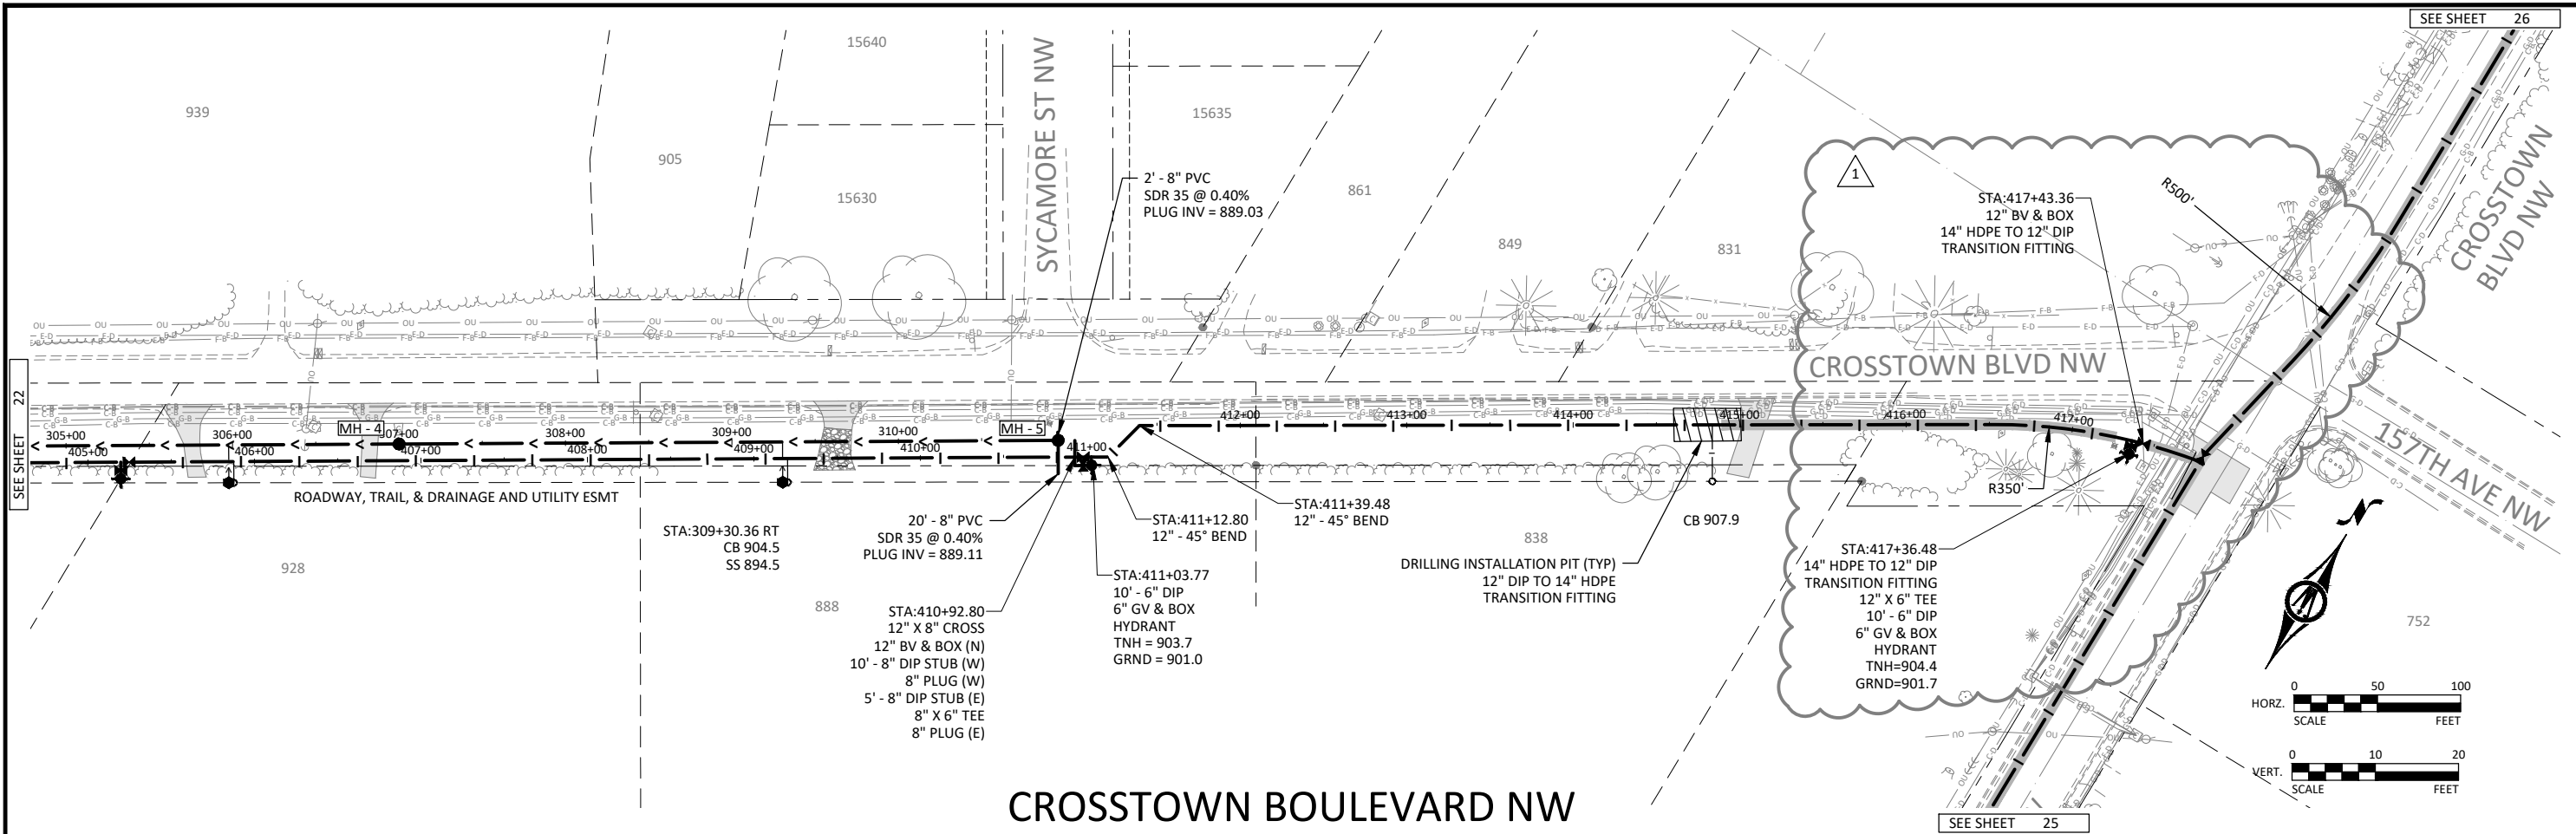 SEE SHEET 26
15640
939
905
15630
SYCAMORE ST NW
15635
2' - 8" PVC
SDR 35 @ 0.40%
PLUG INV = 889.03
861
849
831
1
STA:417+43.36
12" BV & BOX
14" HDPE TO 12" DIP
TRANSITION FITTING
R500'
CROSSTOWN
BLVD NW
CROSSTOWN BLVD NW
157TH AVE NW
SEE SHEET 22
305+00
306+00
MH - 4
307+00
308+00
309+00
310+00
MH - 5
405+00
406+00
407+00
408+00
409+00
410+00
411+00
412+00
413+00
414+00
415+00
416+00
417+00
ROADWAY, TRAIL, & DRAINAGE AND UTILITY ESMT
928
STA:309+30.36 RT
CB 904.5
SS 894.5
888
20' - 8" PVC
SDR 35 @ 0.40%
PLUG INV = 889.11
STA:410+92.80
12" X 8" CROSS
12" BV & BOX (N)
10' - 8" DIP STUB (W)
8" PLUG (W)
5' - 8" DIP STUB (E)
8" X 6" TEE
8" PLUG (E)
STA:411+03.77
10' - 6" DIP
6" GV & BOX
HYDRANT
TNH = 903.7
GRND = 901.0
STA:411+12.80
12" - 45° BEND
STA:411+39.48
12" - 45° BEND
838
DRILLING INSTALLATION PIT (TYP)
12" DIP TO 14" HDPE
TRANSITION FITTING
CB 907.9
R350'
STA:417+36.48
14" HDPE TO 12" DIP
TRANSITION FITTING
12" X 6" TEE
10' - 6" DIP
6" GV & BOX
HYDRANT
TNH=904.4
GRND=901.7
752
N
0 50 100
HORZ.
SCALE FEET
0 10 20
VERT.
SCALE FEET
CROSSTOWN BOULEVARD NW
SEE SHEET 25